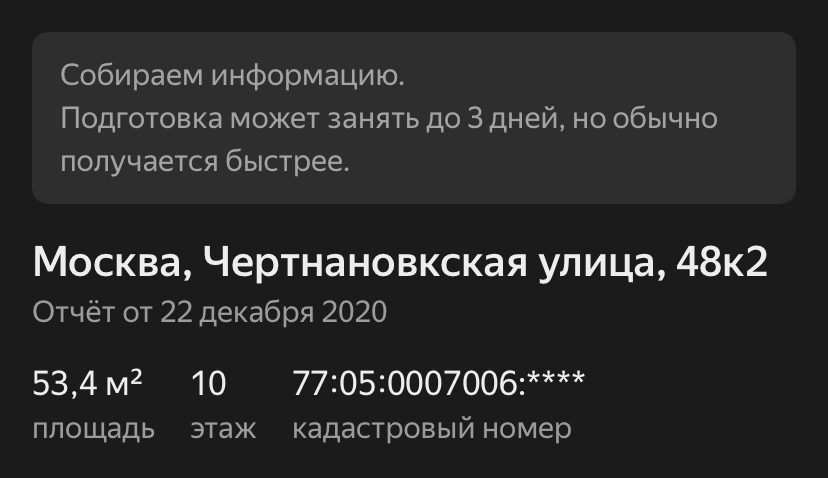 Собираем информацию.
Подготовка может занять до 3 дней, но обычно
получается быстрее.
Москва, Чертнановкская улица, 48к2
Отчёт от 22 декабря 2020
53,4 м² 10 77:05:0007006:****
площадь этаж кадастровый номер